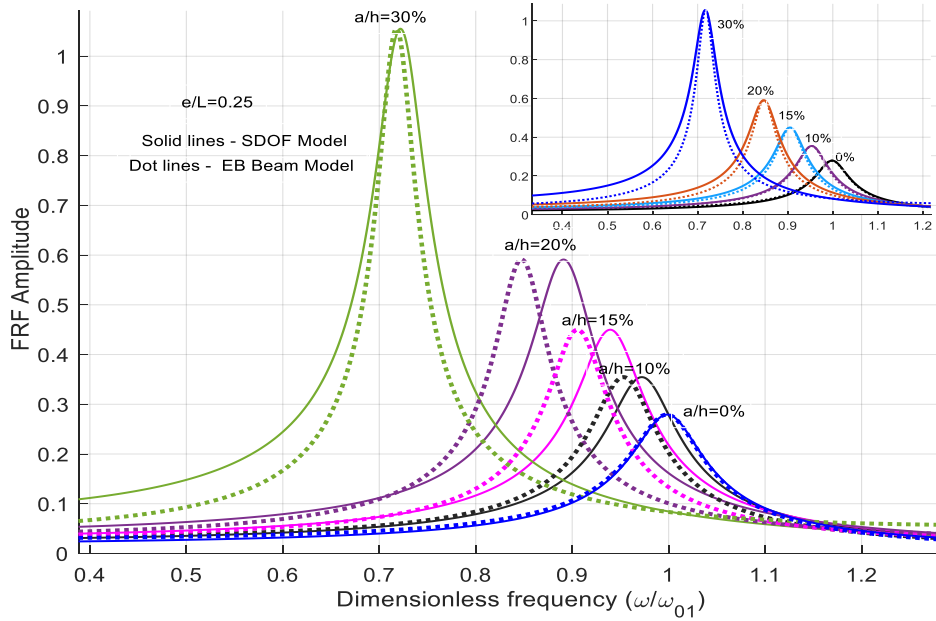 a/h=30%
1
0.9
0.8
0.7
0.6
0.5
0.4
0.3
0.2
0.1
0
FRF Amplitude
e/L=0.25
Solid lines - SDOF Model
Dot lines -  EB Beam Model
a/h=20%
a/h=15%
a/h=10%
a/h=0%
0.4 0.5 0.6 0.7 0.8 0.9 1 1.1 1.2
Dimensionless frequency (ω/ω01)
1
0.8
0.6
0.4
0.2
0
30%
20%
15%
10%
0%
0.4 0.5 0.6 0.7 0.8 0.9 1 1.1 1.2